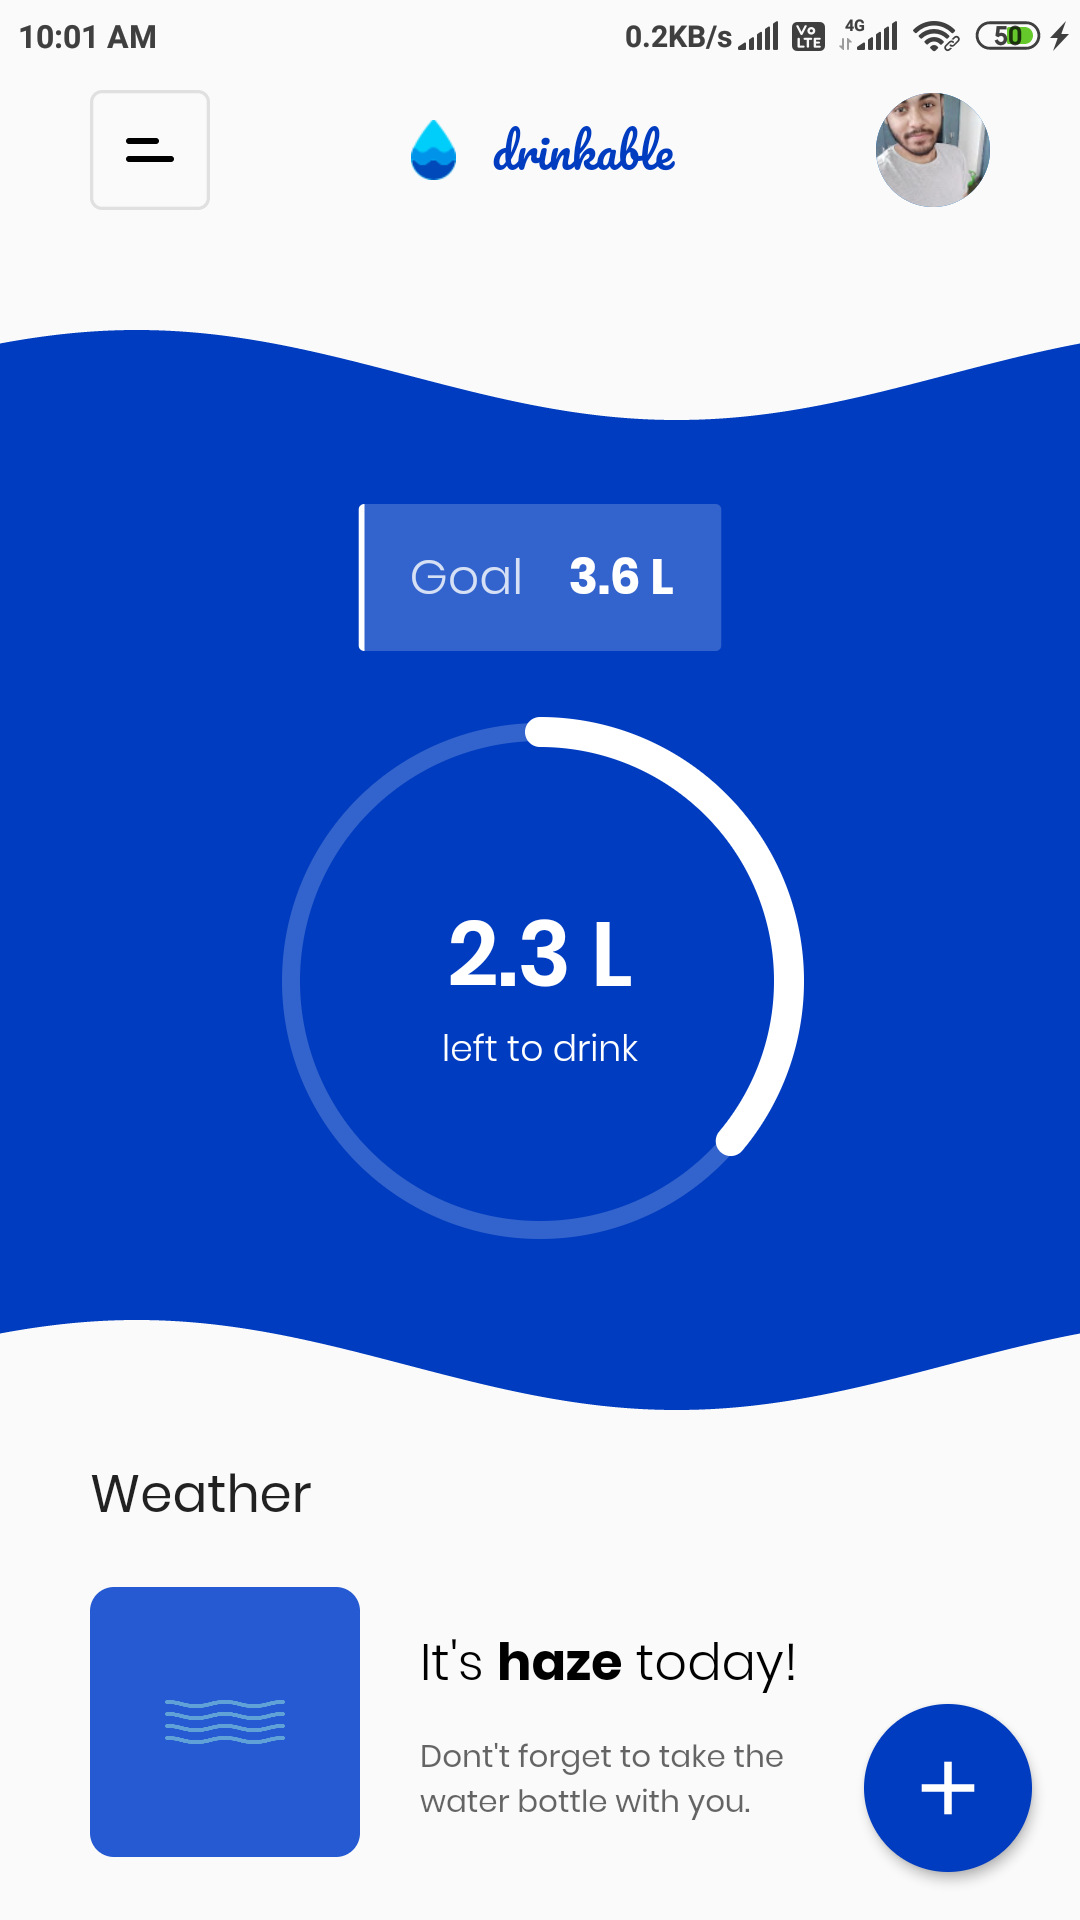 10:01 AM 0.2KB/s Vo LTE 4G 50
drinkable
Goal 3.6 L
2.3 L
left to drink
Weather
It's haze today!
Dont't forget to take the
water bottle with you.